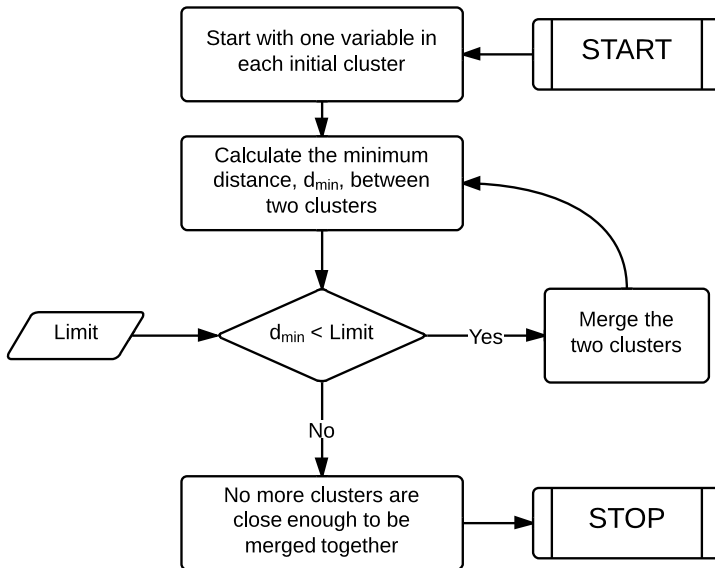 Start with one variable in
each initial cluster
START
Calculate the minimum
distance, dmin, between
two clusters
Limit
dmin < Limit
Yes
Merge the
two clusters
No
No more clusters are
close enough to be
merged together
STOP